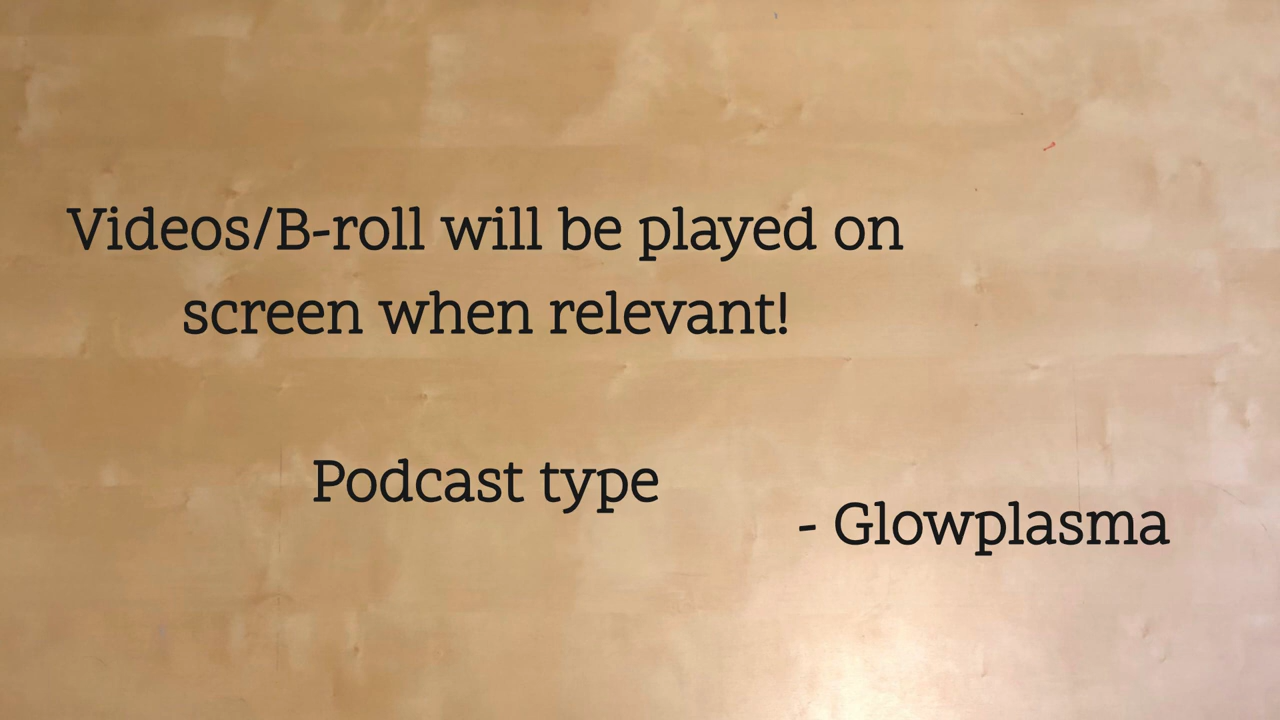 Videos/B-roll will be played on
screen when relevant!
Podcast type
- Glowplasma